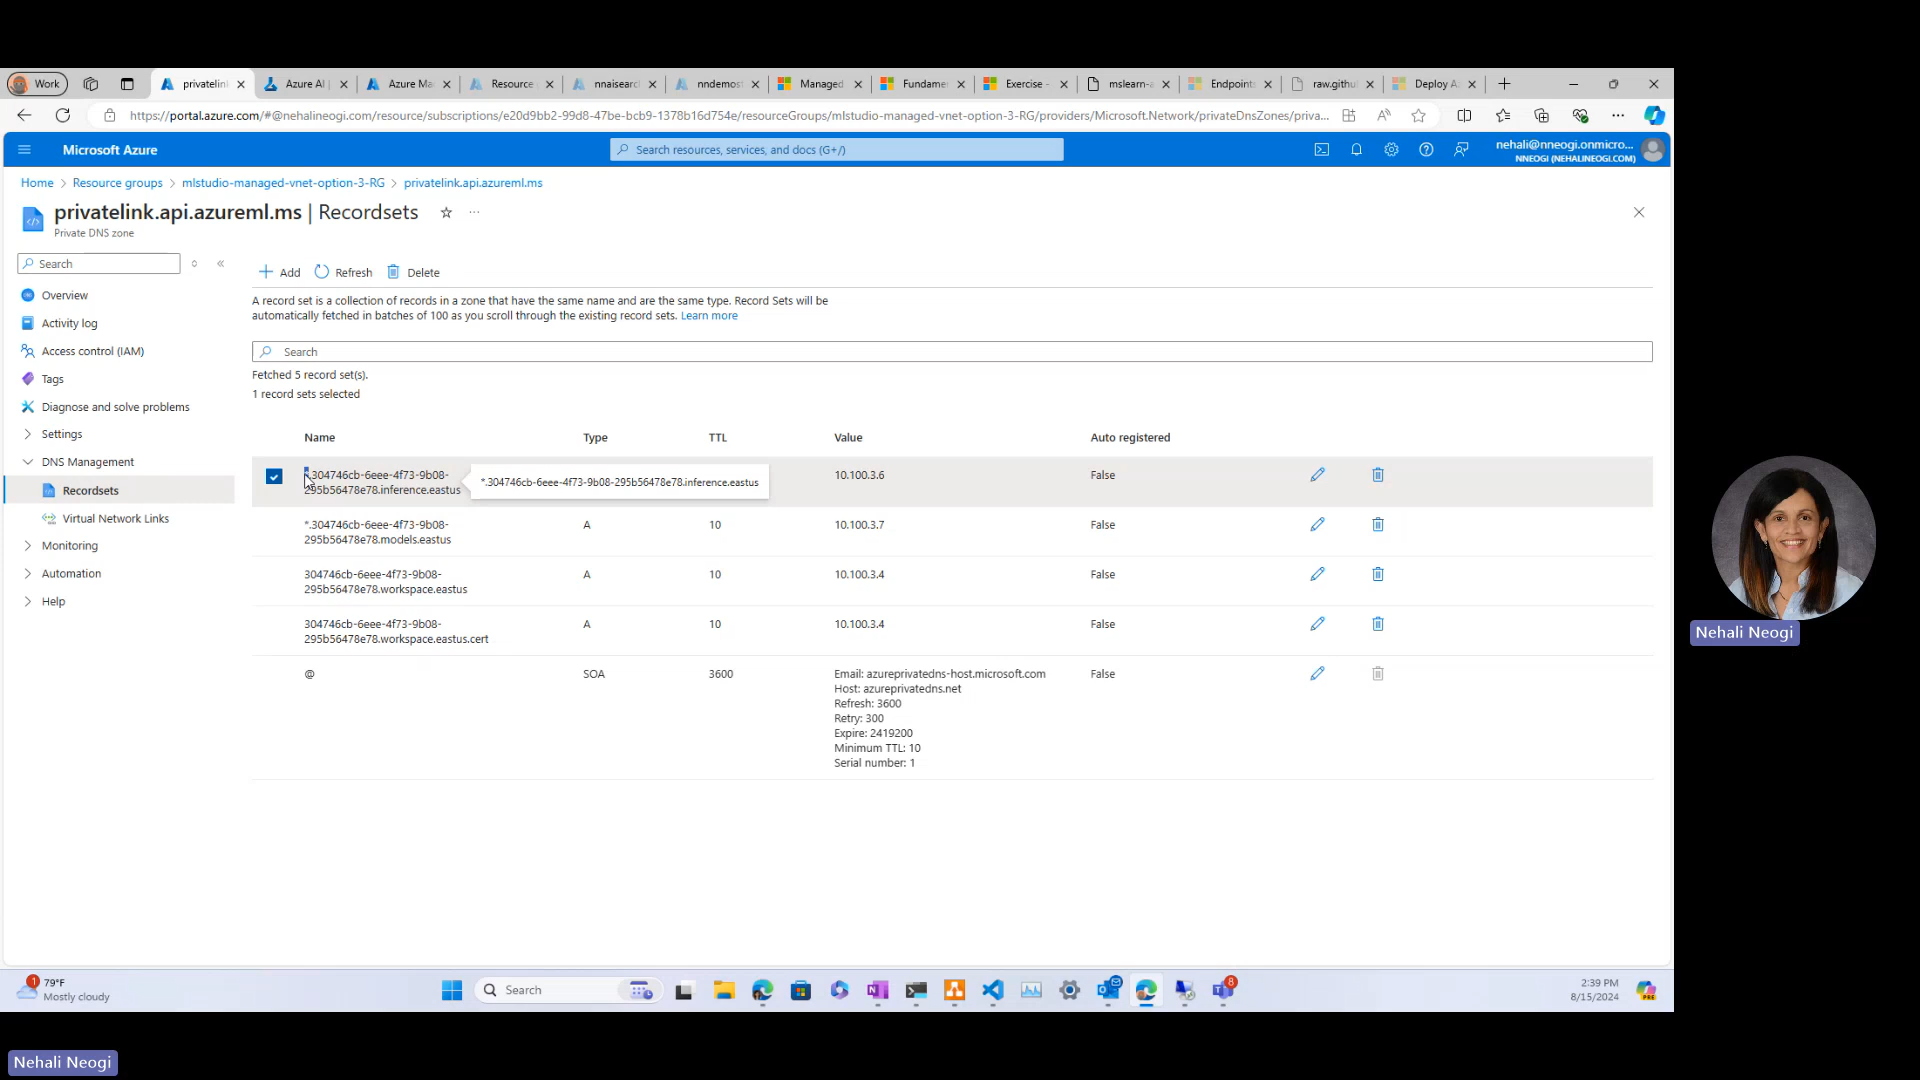 Work
privatelink
Azure AI |
Azure Ma
Resource
nnaisearc
nndemos
Managed
Fundame
Exercise -
mslearn-a
Endpoints
raw.githu
Deploy A
https://portal.azure.com/#@nehalineogi.com/resource/subscriptions/e20d9bb2-99d8-47be-bcb9-1378b16d754e/resourceGroups/mlstudio-managed-vnet-option-3-RG/providers/Microsoft.Network/privateDnsZones/priva...
Microsoft Azure
Search resources, services, and docs (G+/)
nehali@nneogi.onmicro...
NNEOGI (NEHALINEOGI.COM)
Home > Resource groups > mlstudio-managed-vnet-option-3-RG > privatelink.api.azureml.ms
privatelink.api.azureml.ms | Recordsets
Private DNS zone
Search
Overview
Activity log
Access control (IAM)
Tags
Diagnose and solve problems
Settings
DNS Management
Recordsets
Virtual Network Links
Monitoring
Automation
Help
Add Refresh Delete
A record set is a collection of records in a zone that have the same name and are the same type. Record Sets will be
automatically fetched in batches of 100 as you scroll through the existing record sets. Learn more
Search
Fetched 5 record set(s).
1 record sets selected
Name Type TTL Value Auto registered
*.304746cb-6eee-4f73-9b08-
295b56478e78.inference.eastus
*.304746cb-6eee-4f73-9b08-295b56478e78.inference.eastus
10.100.3.6 False
*.304746cb-6eee-4f73-9b08-
295b56478e78.models.eastus
A 10 10.100.3.7 False
304746cb-6eee-4f73-9b08-
295b56478e78.workspace.eastus
A 10 10.100.3.4 False
304746cb-6eee-4f73-9b08-
295b56478e78.workspace.eastus.cert
A 10 10.100.3.4 False
@ SOA 3600
Email: azureprivatedns-host.microsoft.com
Host: azureprivatedns.net
Refresh: 3600
Retry: 300
Expire: 2419200
Minimum TTL: 10
Serial number: 1
False
Nehali Neogi
1
79°F
Mostly cloudy
Search
8
2:39 PM
8/15/2024
PRE
Nehali Neogi